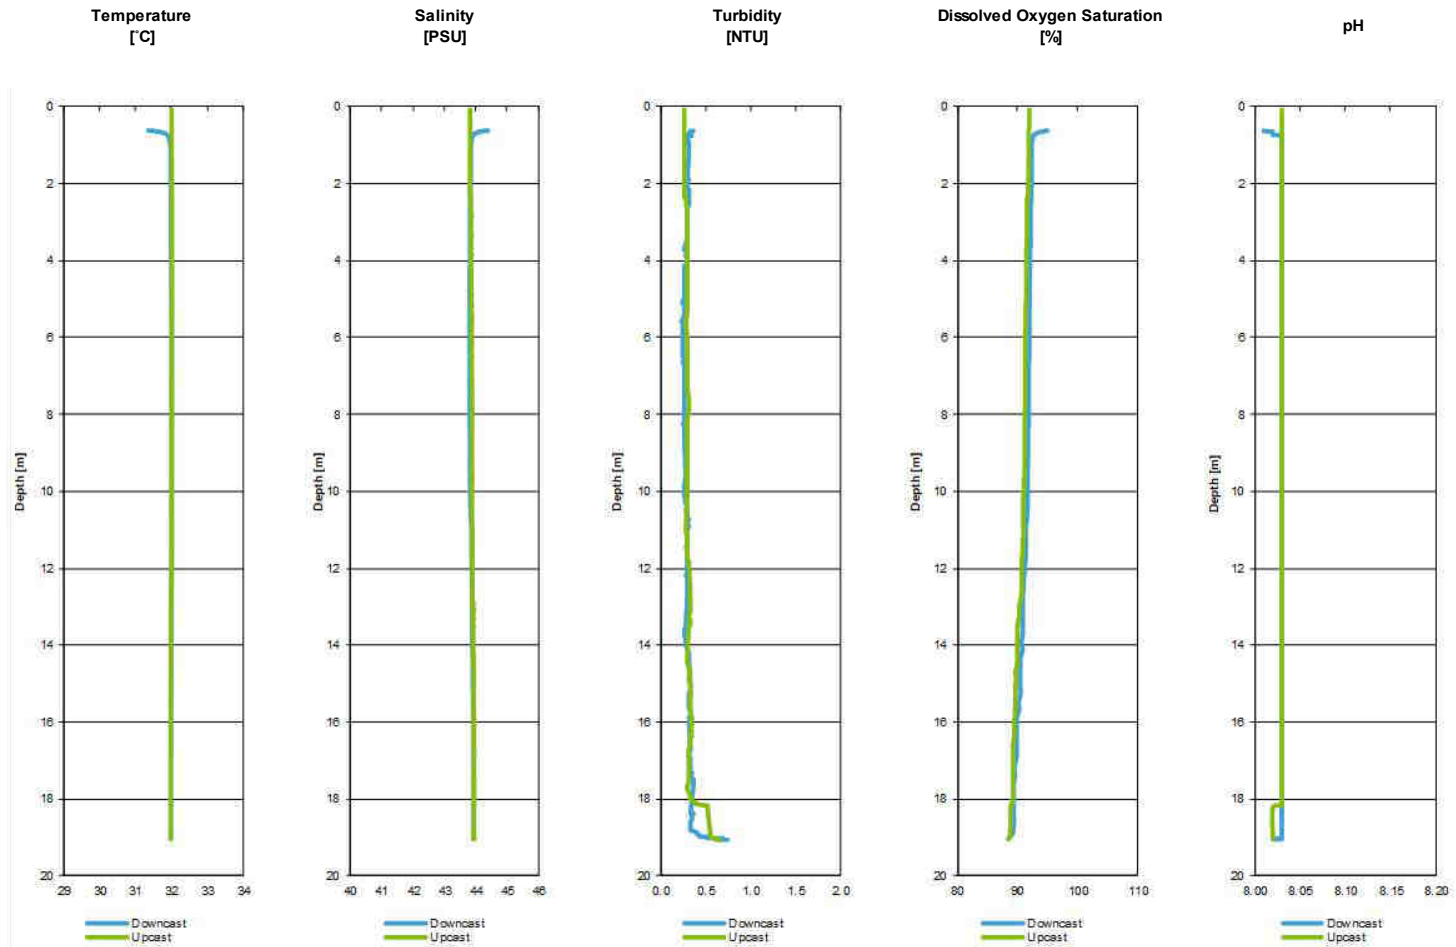 Temperature
[˚C]
Salinity
[PSU]
Turbidity
[NTU]
Dissolved Oxygen Saturation
[%]
pH
0
2
4
6
8
10
12
14
16
18
20
Depth [m]
29 30 31 32 33 34
Downcast
Upcast
0
2
4
6
8
10
12
14
16
18
20
Depth [m]
40 41 42 43 44 45 46
Downcast
Upcast
0
2
4
6
8
10
12
14
16
18
20
Depth [m]
0.0 0.5 1.0 1.5 2.0
Downcast
Upcast
0
2
4
6
8
10
12
14
16
18
20
Depth [m]
80 90 100 110
Downcast
Upcast
0
2
4
6
8
10
12
14
16
18
20
Depth [m]
8.00 8.05 8.10 8.15 8.20
Downcast
Upcast